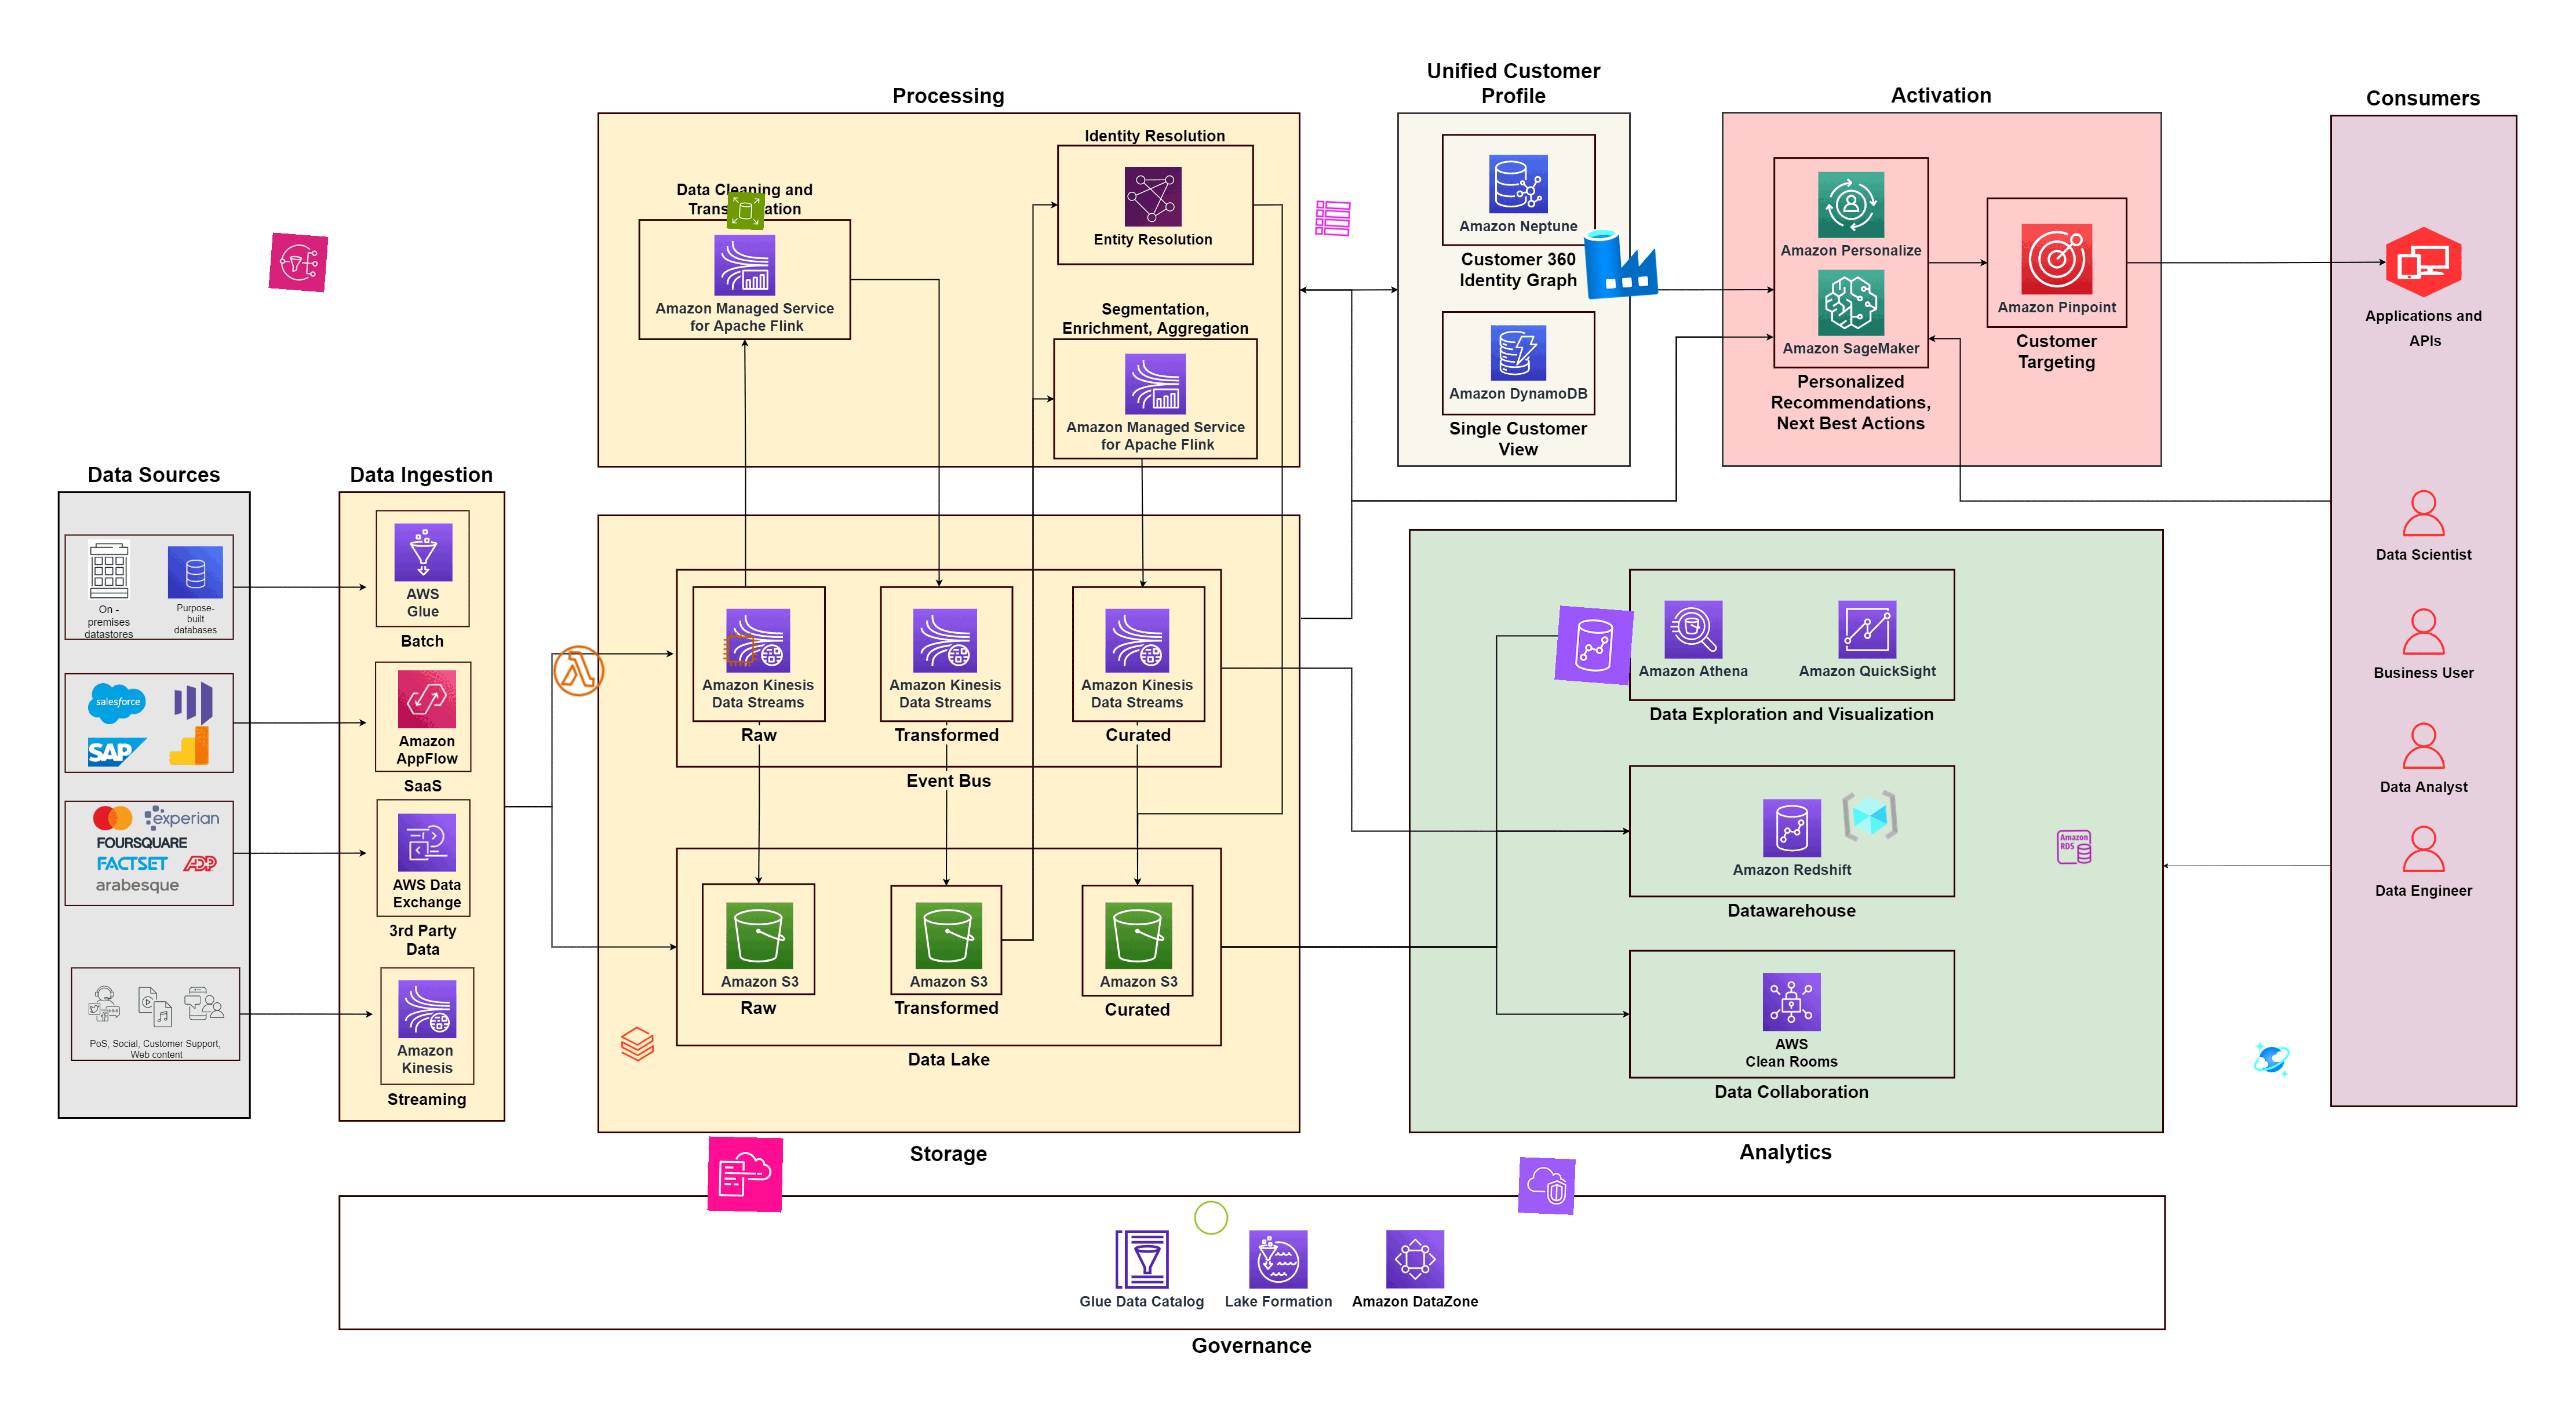 Processing
Unified Customer
Profile
Activation
Consumers
Identity Resolution
Entity Resolution
Data Cleaning and
Trans ation
Amazon Managed Service
for Apache Flink
Segmentation,
Enrichment, Aggregation
Amazon Managed Service
for Apache Flink
Amazon Neptune
Customer 360
Identity Graph
Amazon DynamoDB
Single Customer
View
Amazon Personalize
Amazon SageMaker
Personalized
Recommendations,
Next Best Actions
Amazon Pinpoint
Customer
Targeting
Applications and
APIs
Data Scientist
Business User
Data Analyst
Data Engineer
Data Sources
On -
premises
datastores
Purpose-
built
databases
salesforce
SAP
experian
FOURSQUARE
FACTSET
ADP
arabesque
PoS, Social, Customer Support,
Web content
Data Ingestion
AWS
Glue
Batch
Amazon
AppFlow
SaaS
AWS Data
Exchange
3rd Party
Data
Amazon
Kinesis
Streaming
Amazon Kinesis
Data Streams
Raw
Amazon Kinesis
Data Streams
Transformed
Amazon Kinesis
Data Streams
Curated
Event Bus
Amazon S3
Raw
Amazon S3
Transformed
Amazon S3
Curated
Data Lake
Storage
Amazon Athena
Amazon QuickSight
Data Exploration and Visualization
Amazon Redshift
Datawarehouse
Amazon
RDS
AWS
Clean Rooms
Data Collaboration
Analytics
Glue Data Catalog
Lake Formation
Amazon DataZone
Governance